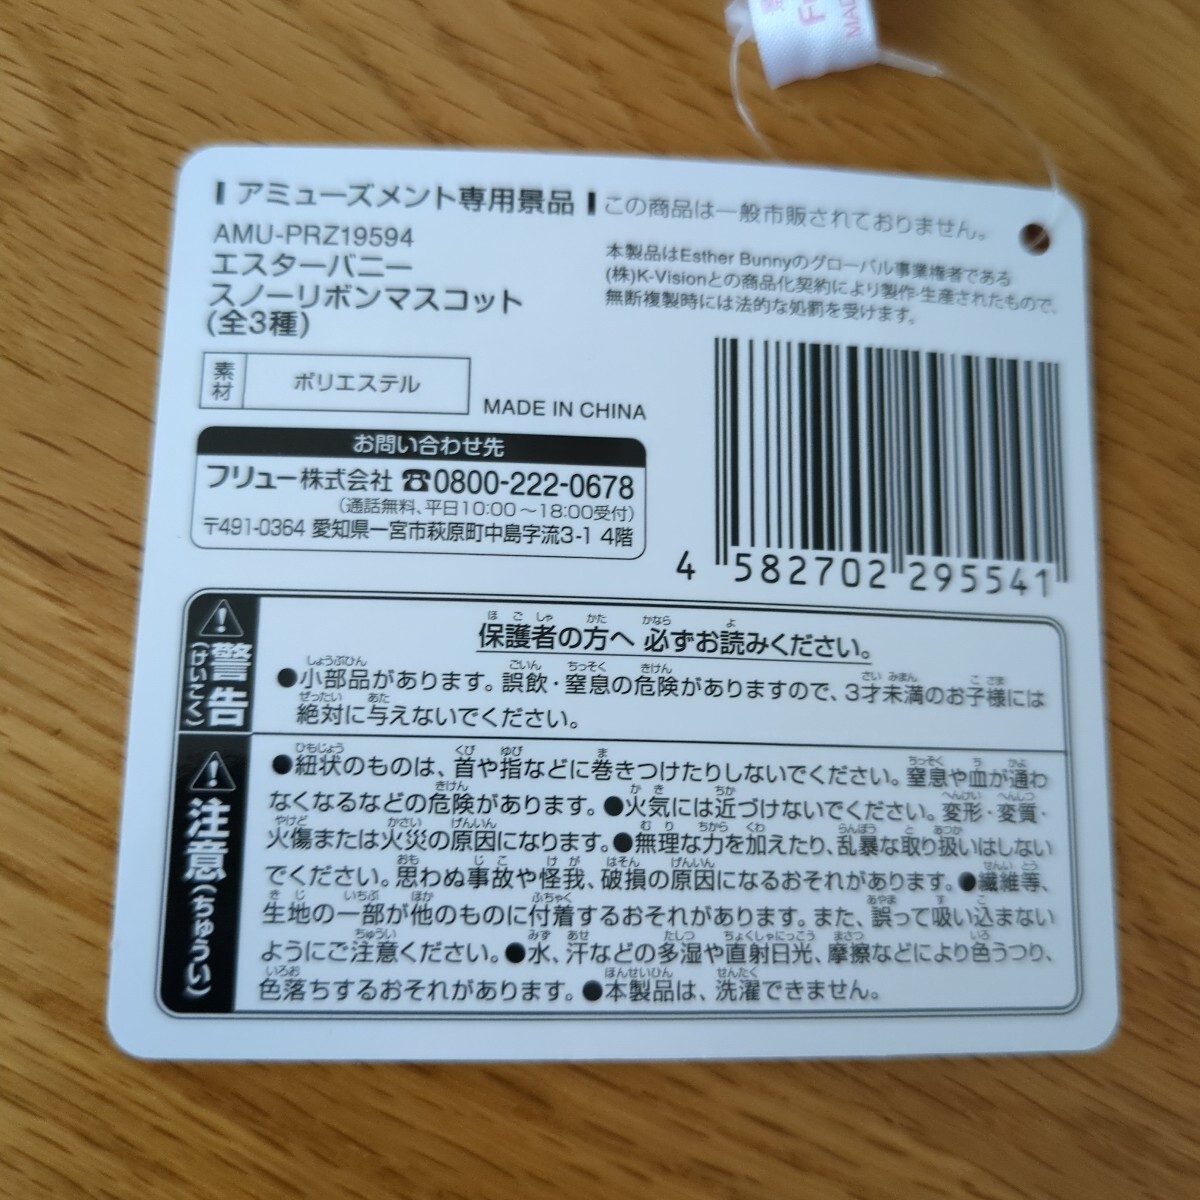 アミューズメント専用景品
この商品は一般市販されておりません。
AMU-PRZ19594
エスターバニー
スノーリボンマスコット
(全3種)
本製品はEsther Bunnyのグローバル事業権者である
(株)K-Visionとの商品化契約により製作・生産されたもので、
無断複製時には法的な処罰を受けます。
素材 ポリエステル
MADE IN CHINA
お問い合わせ先
フリュー株式会社 ☎0800-222-0678
(通話無料、平日10:00～18:00受付)
〒491-0364 愛知県一宮市萩原町中島字流3-1 4階
4 582702 295541
警告(けいこく)
保護者の方へ 必ずお読みください。
●小部品があります。誤飲・窒息の危険がありますので、3才未満のお子様には
絶対に与えないでください。
注意(ちゅうい)
●紐状のものは、首や指などに巻きつけたりしないでください。窒息や血が通わ
なくなるなどの危険があります。●火気には近づけないでください。変形・変質・
火傷または火災の原因になります。●無理な力を加えたり、乱暴な取り扱いはしない
でください。思わぬ事故や怪我、破損の原因になるおそれがあります。●繊維等、
生地の一部が他のものに付着するおそれがあります。また、誤って吸い込まない
ようにご注意ください。●水、汗などの多湿や直射日光、摩擦などにより色うつり、
色落ちするおそれがあります。●本製品は、洗濯できません。